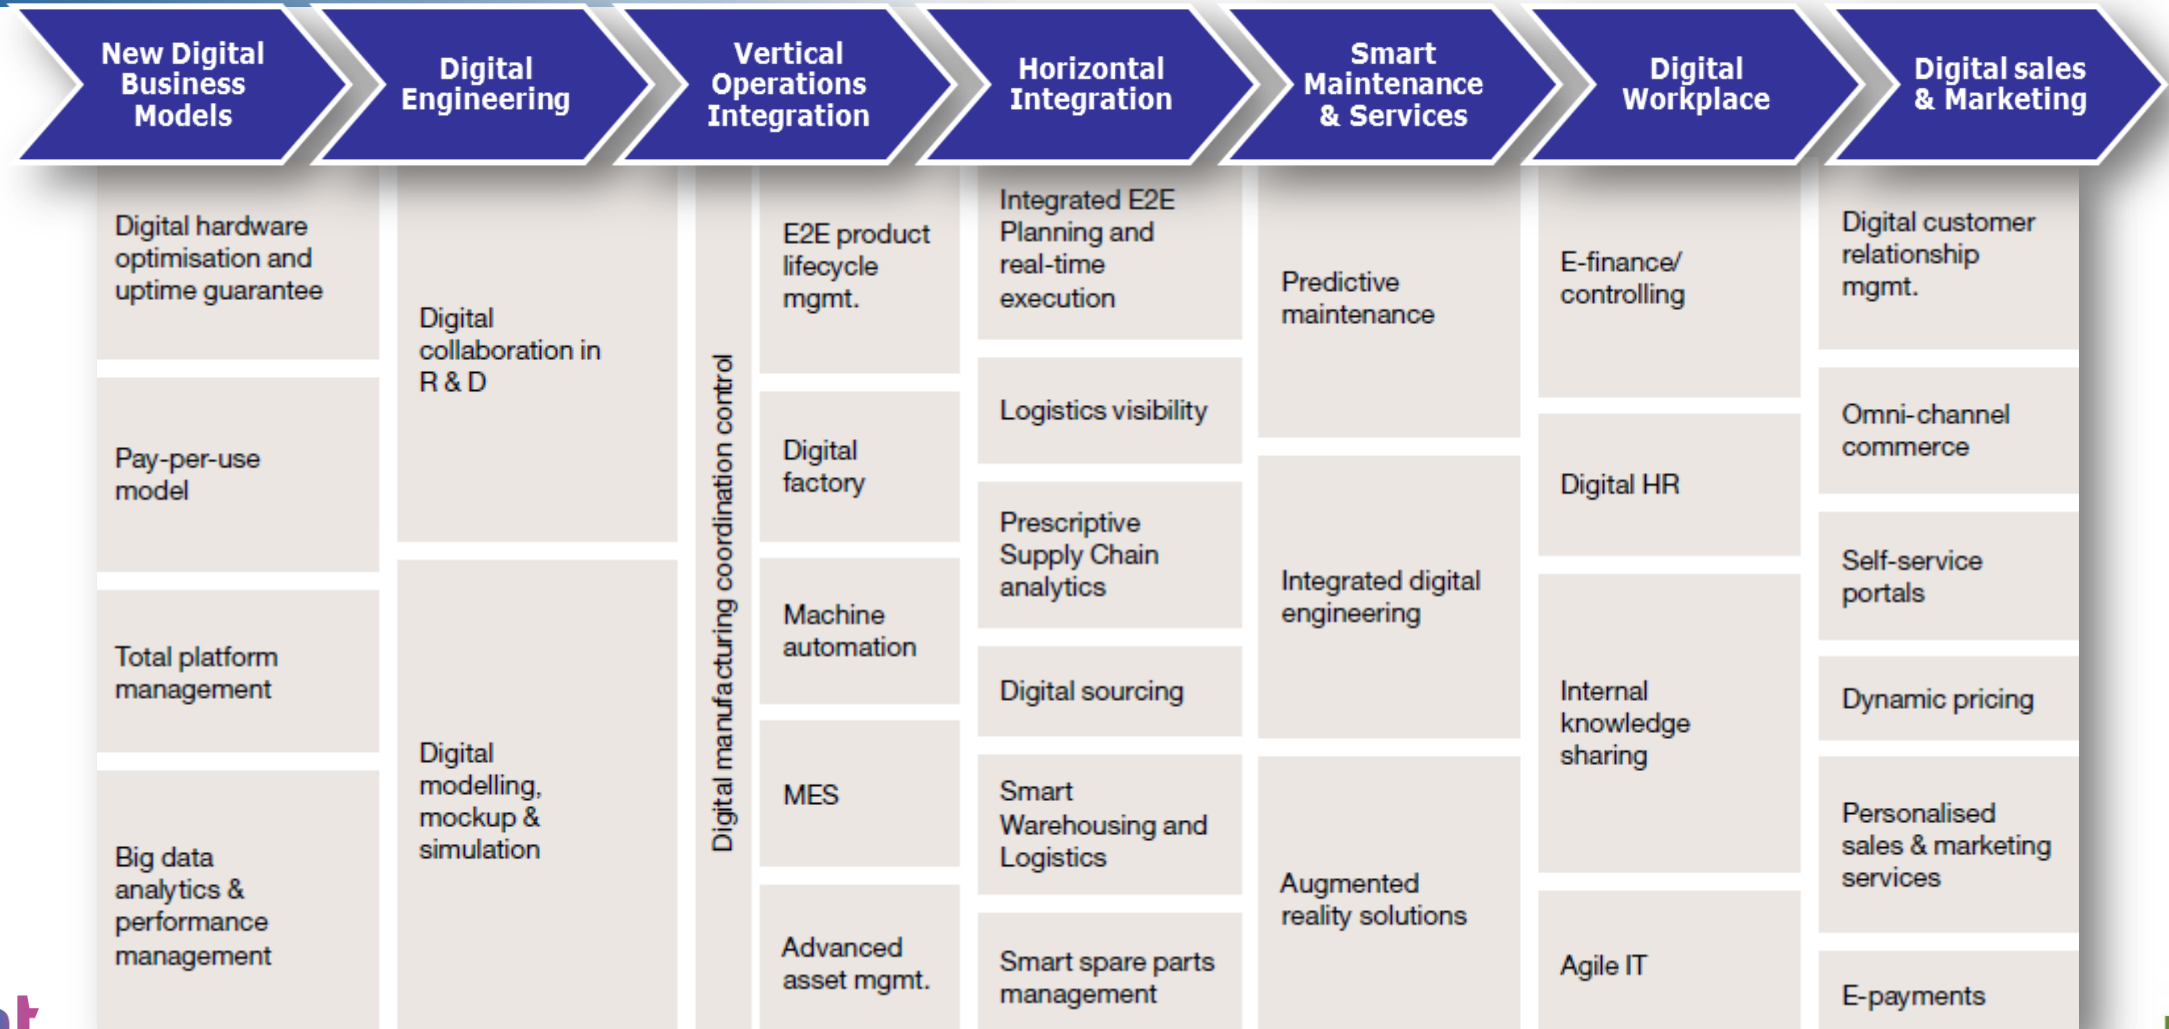 New Digital
Business
Models
Digital
Engineering
Vertical
Operations
Integration
Horizontal
Integration
Smart
Maintenance
& Services
Digital
Workplace
Digital sales
& Marketing
Digital hardware
optimisation and
uptime guarantee
Pay-per-use
model
Total platform
management
Big data
analytics &
performance
management
Digital
collaboration in
R & D
Digital
modelling,
mockup &
simulation
Digital manufacturing coordination control
E2E product
lifecycle
mgmt.
Digital
factory
Machine
automation
MES
Advanced
asset mgmt.
Integrated E2E
Planning and
real-time
execution
Logistics visibility
Prescriptive
Supply Chain
analytics
Digital sourcing
Smart
Warehousing and
Logistics
Smart spare parts
management
Predictive
maintenance
Integrated digital
engineering
Augmented
reality solutions
E-finance/
controlling
Digital HR
Internal
knowledge
sharing
Agile IT
Digital customer
relationship
mgmt.
Omni-channel
commerce
Self-service
portals
Dynamic pricing
Personalised
sales & marketing
services
E-payments